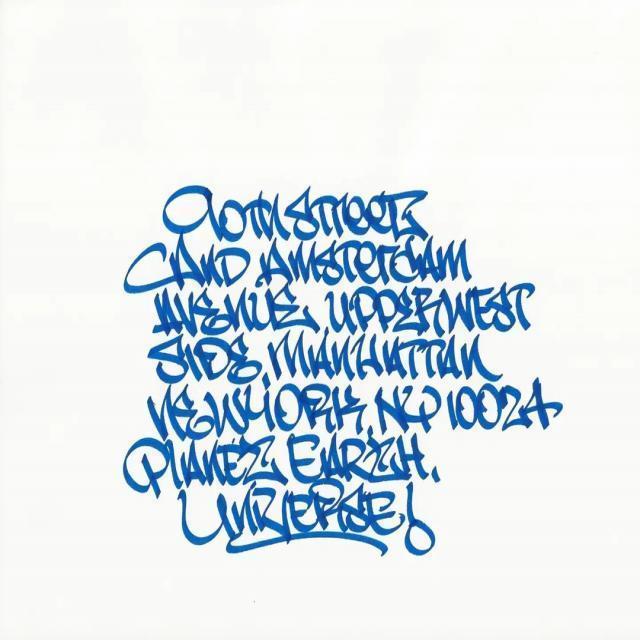 90TH STREET
AND AMSTERDAM
AVENUE, UPPER WEST
SIDE MANHATTAN
NEW YORK, NY 10024
PLANET EARTH,
UNIVERSE!